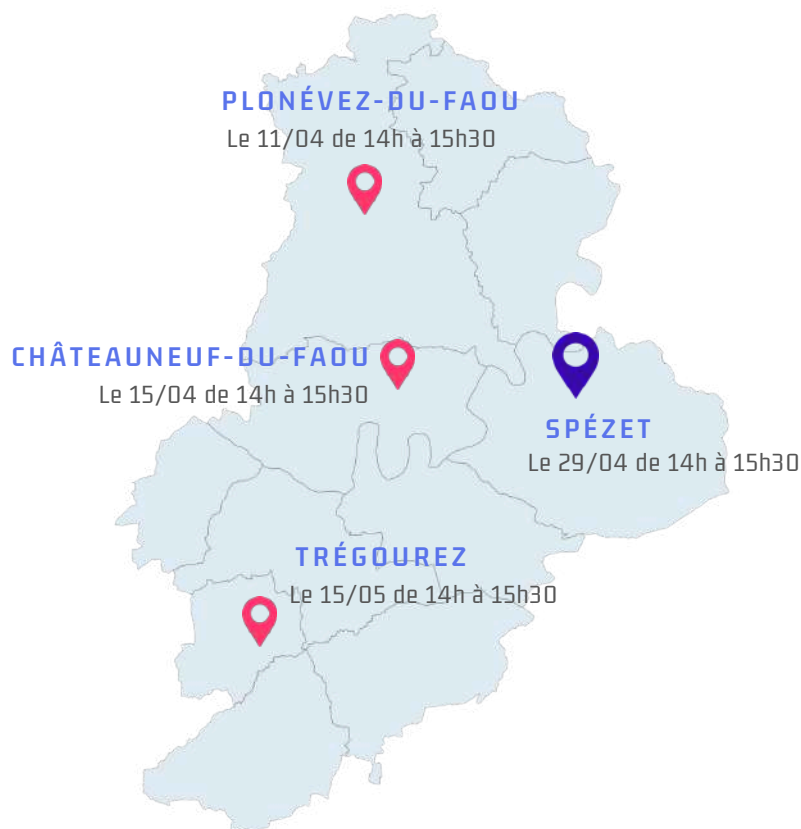 PLONÉVEZ-DU-FAOU
Le 11/04 de 14h à 15h30
CHÂTEAUNEUF-DU-FAOU
Le 15/04 de 14h à 15h30
SPÉZET
Le 29/04 de 14h à 15h30
TRÉGOUREZ
Le 15/05 de 14h à 15h30